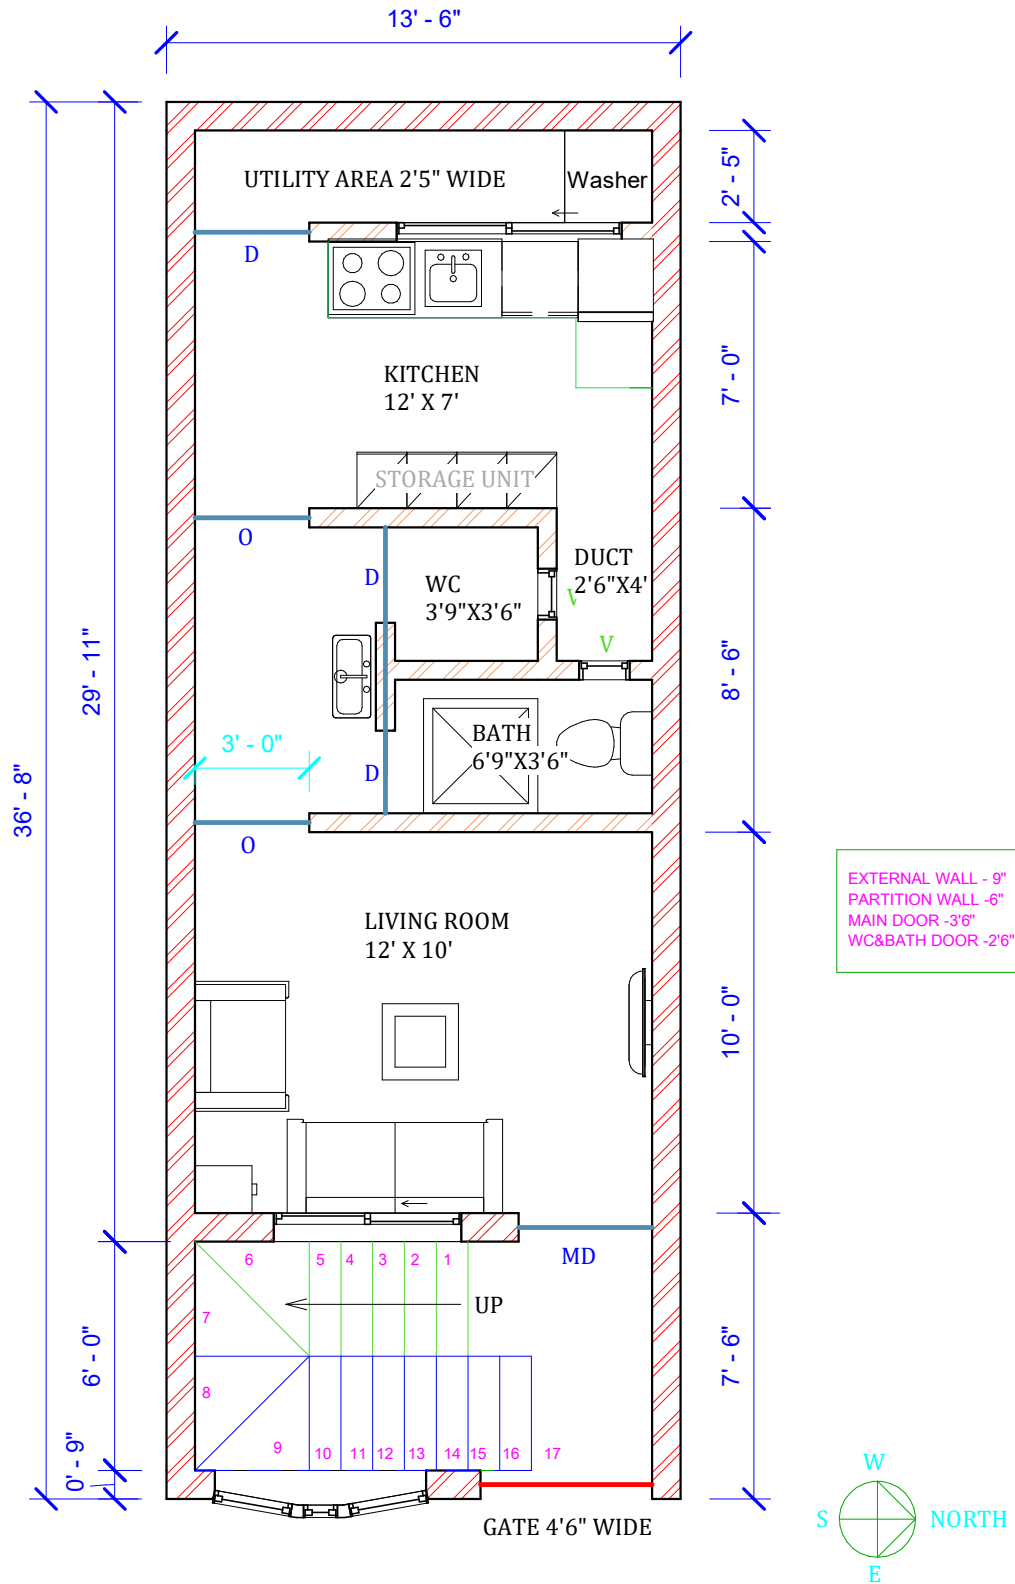 13' - 6"
UTILITY AREA 2'5" WIDE
Washer
2' - 5"
D
KITCHEN
12' X 7'
7' - 0"
STORAGE UNIT
O
D
WC
3'9"X3'6"
DUCT
2'6"X4'
V
V
29' - 11"
36' - 8"
8' - 6"
3' - 0"
BATH
6'9"X3'6"
D
O
EXTERNAL WALL - 9"
PARTITION WALL -6"
MAIN DOOR -3'6"
WC&BATH DOOR -2'6"
LIVING ROOM
12' X 10'
10' - 0"
MD
6 5 4 3 2 1
UP
7
6' - 0"
7' - 6"
8
9 10 11 12 13 14 15 16 17
0' - 9"
GATE 4'6" WIDE
W
S
NORTH
E